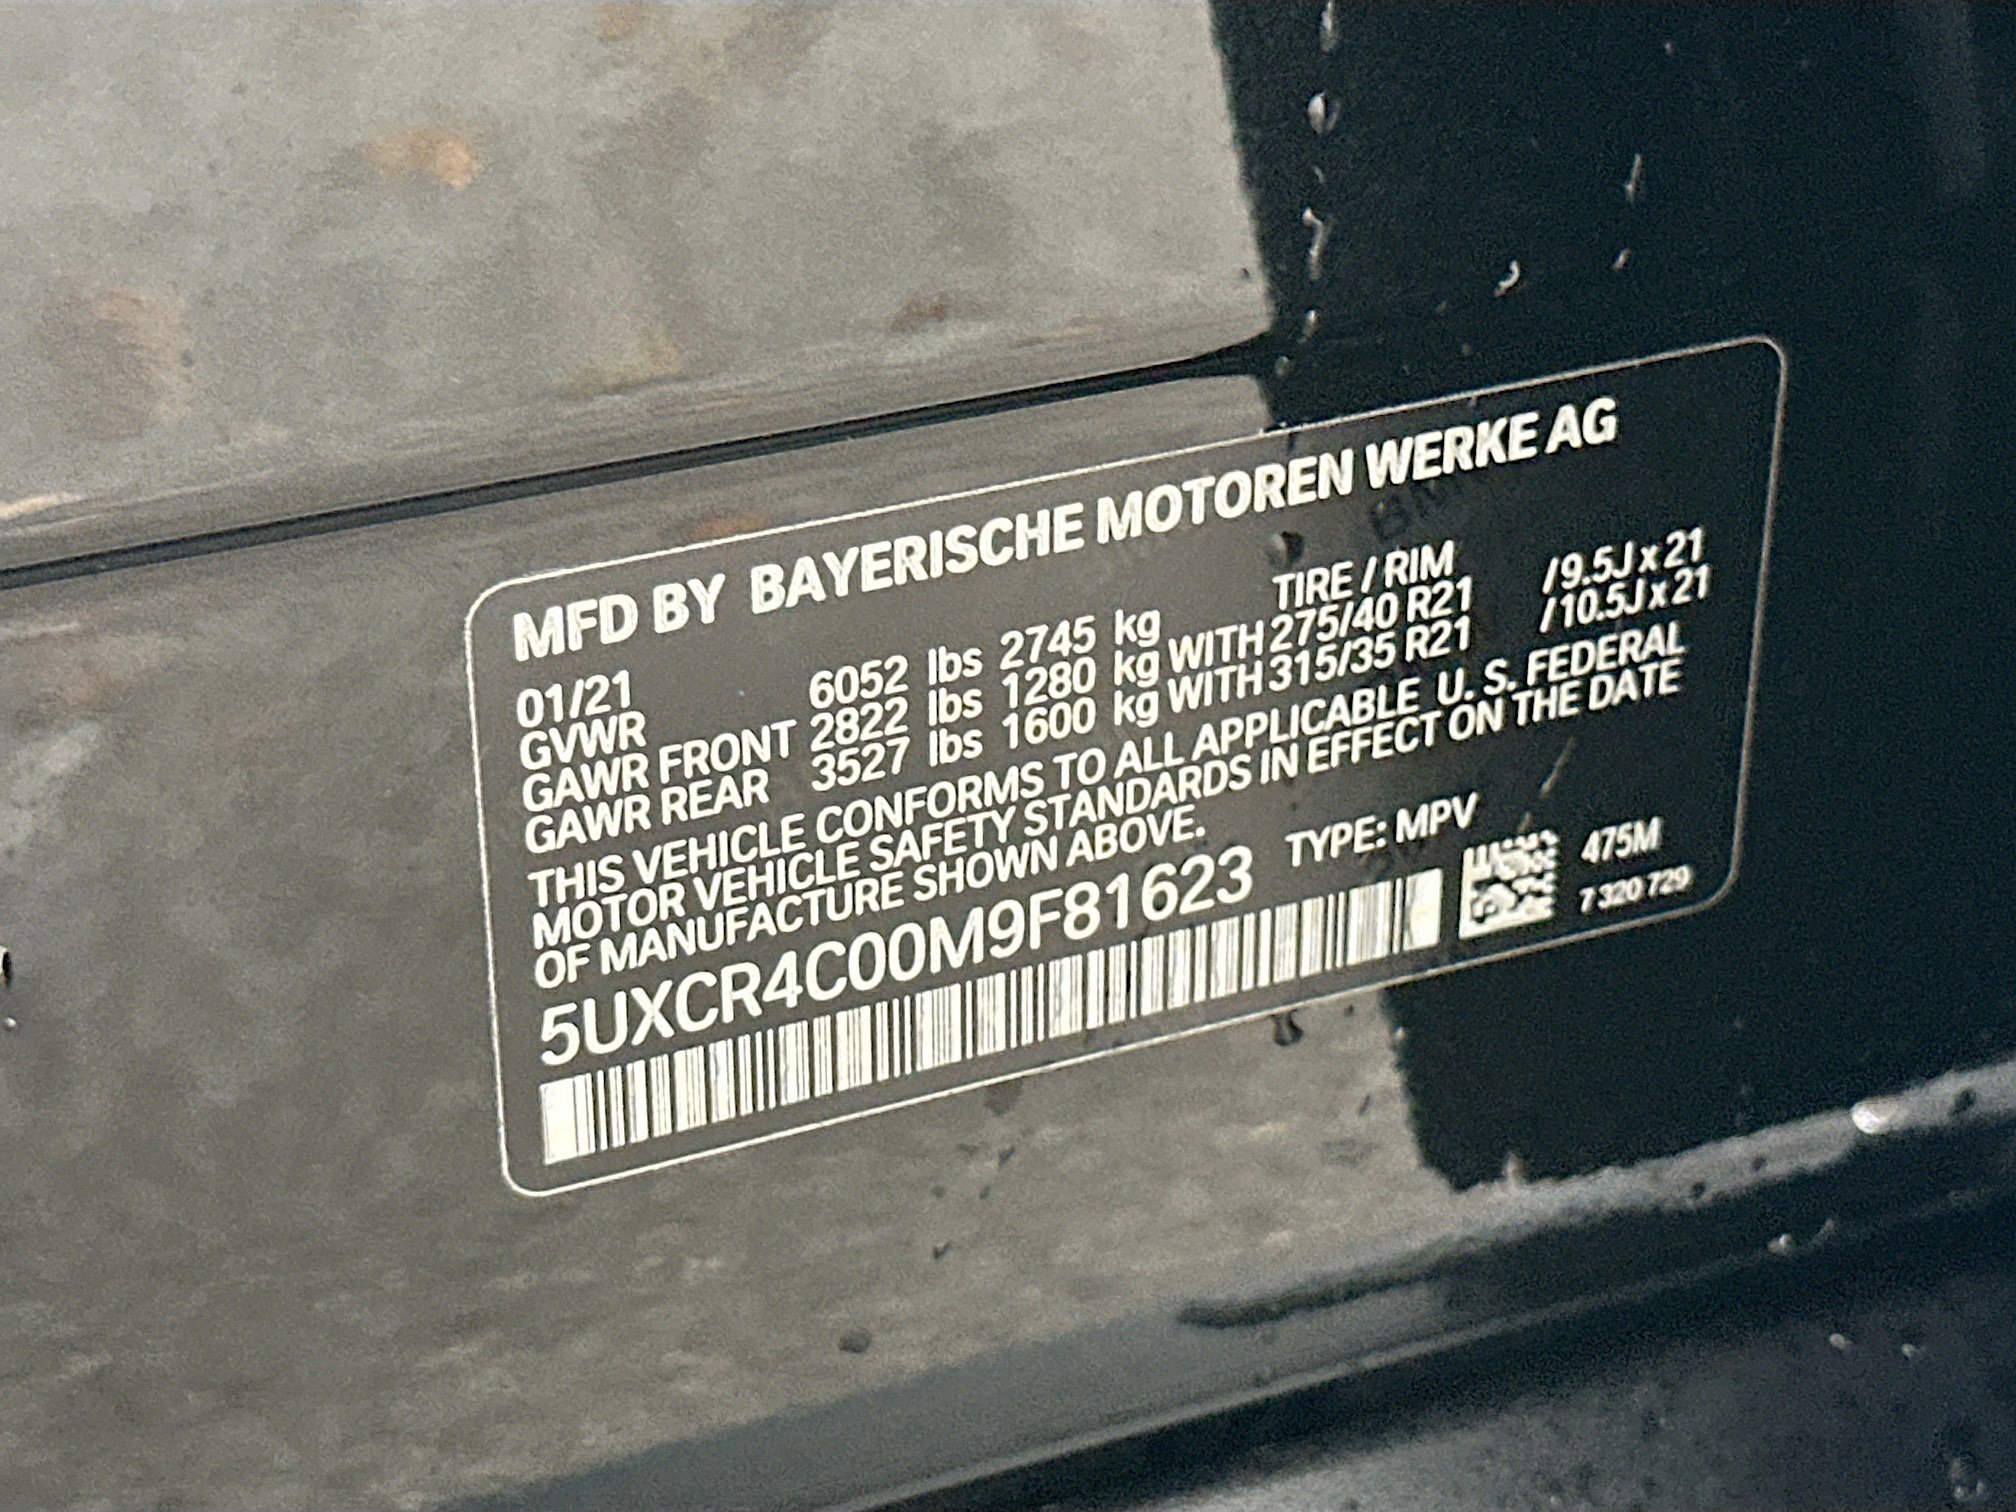 MFD BY BAYERISCHE MOTOREN WERKE AG
01/21 TIRE / RIM
GVWR 6052 lbs 2745 kg
GAWR FRONT 2822 lbs 1280 kg WITH 275/40 R21 /9.5J x 21
GAWR REAR 3527 lbs 1600 kg WITH 315/35 R21 /10.5J x 21
THIS VEHICLE CONFORMS TO ALL APPLICABLE U. S. FEDERAL
MOTOR VEHICLE SAFETY STANDARDS IN EFFECT ON THE DATE
OF MANUFACTURE SHOWN ABOVE.
5UXCR4C00M9F81623 TYPE: MPV
475M
7 320 729